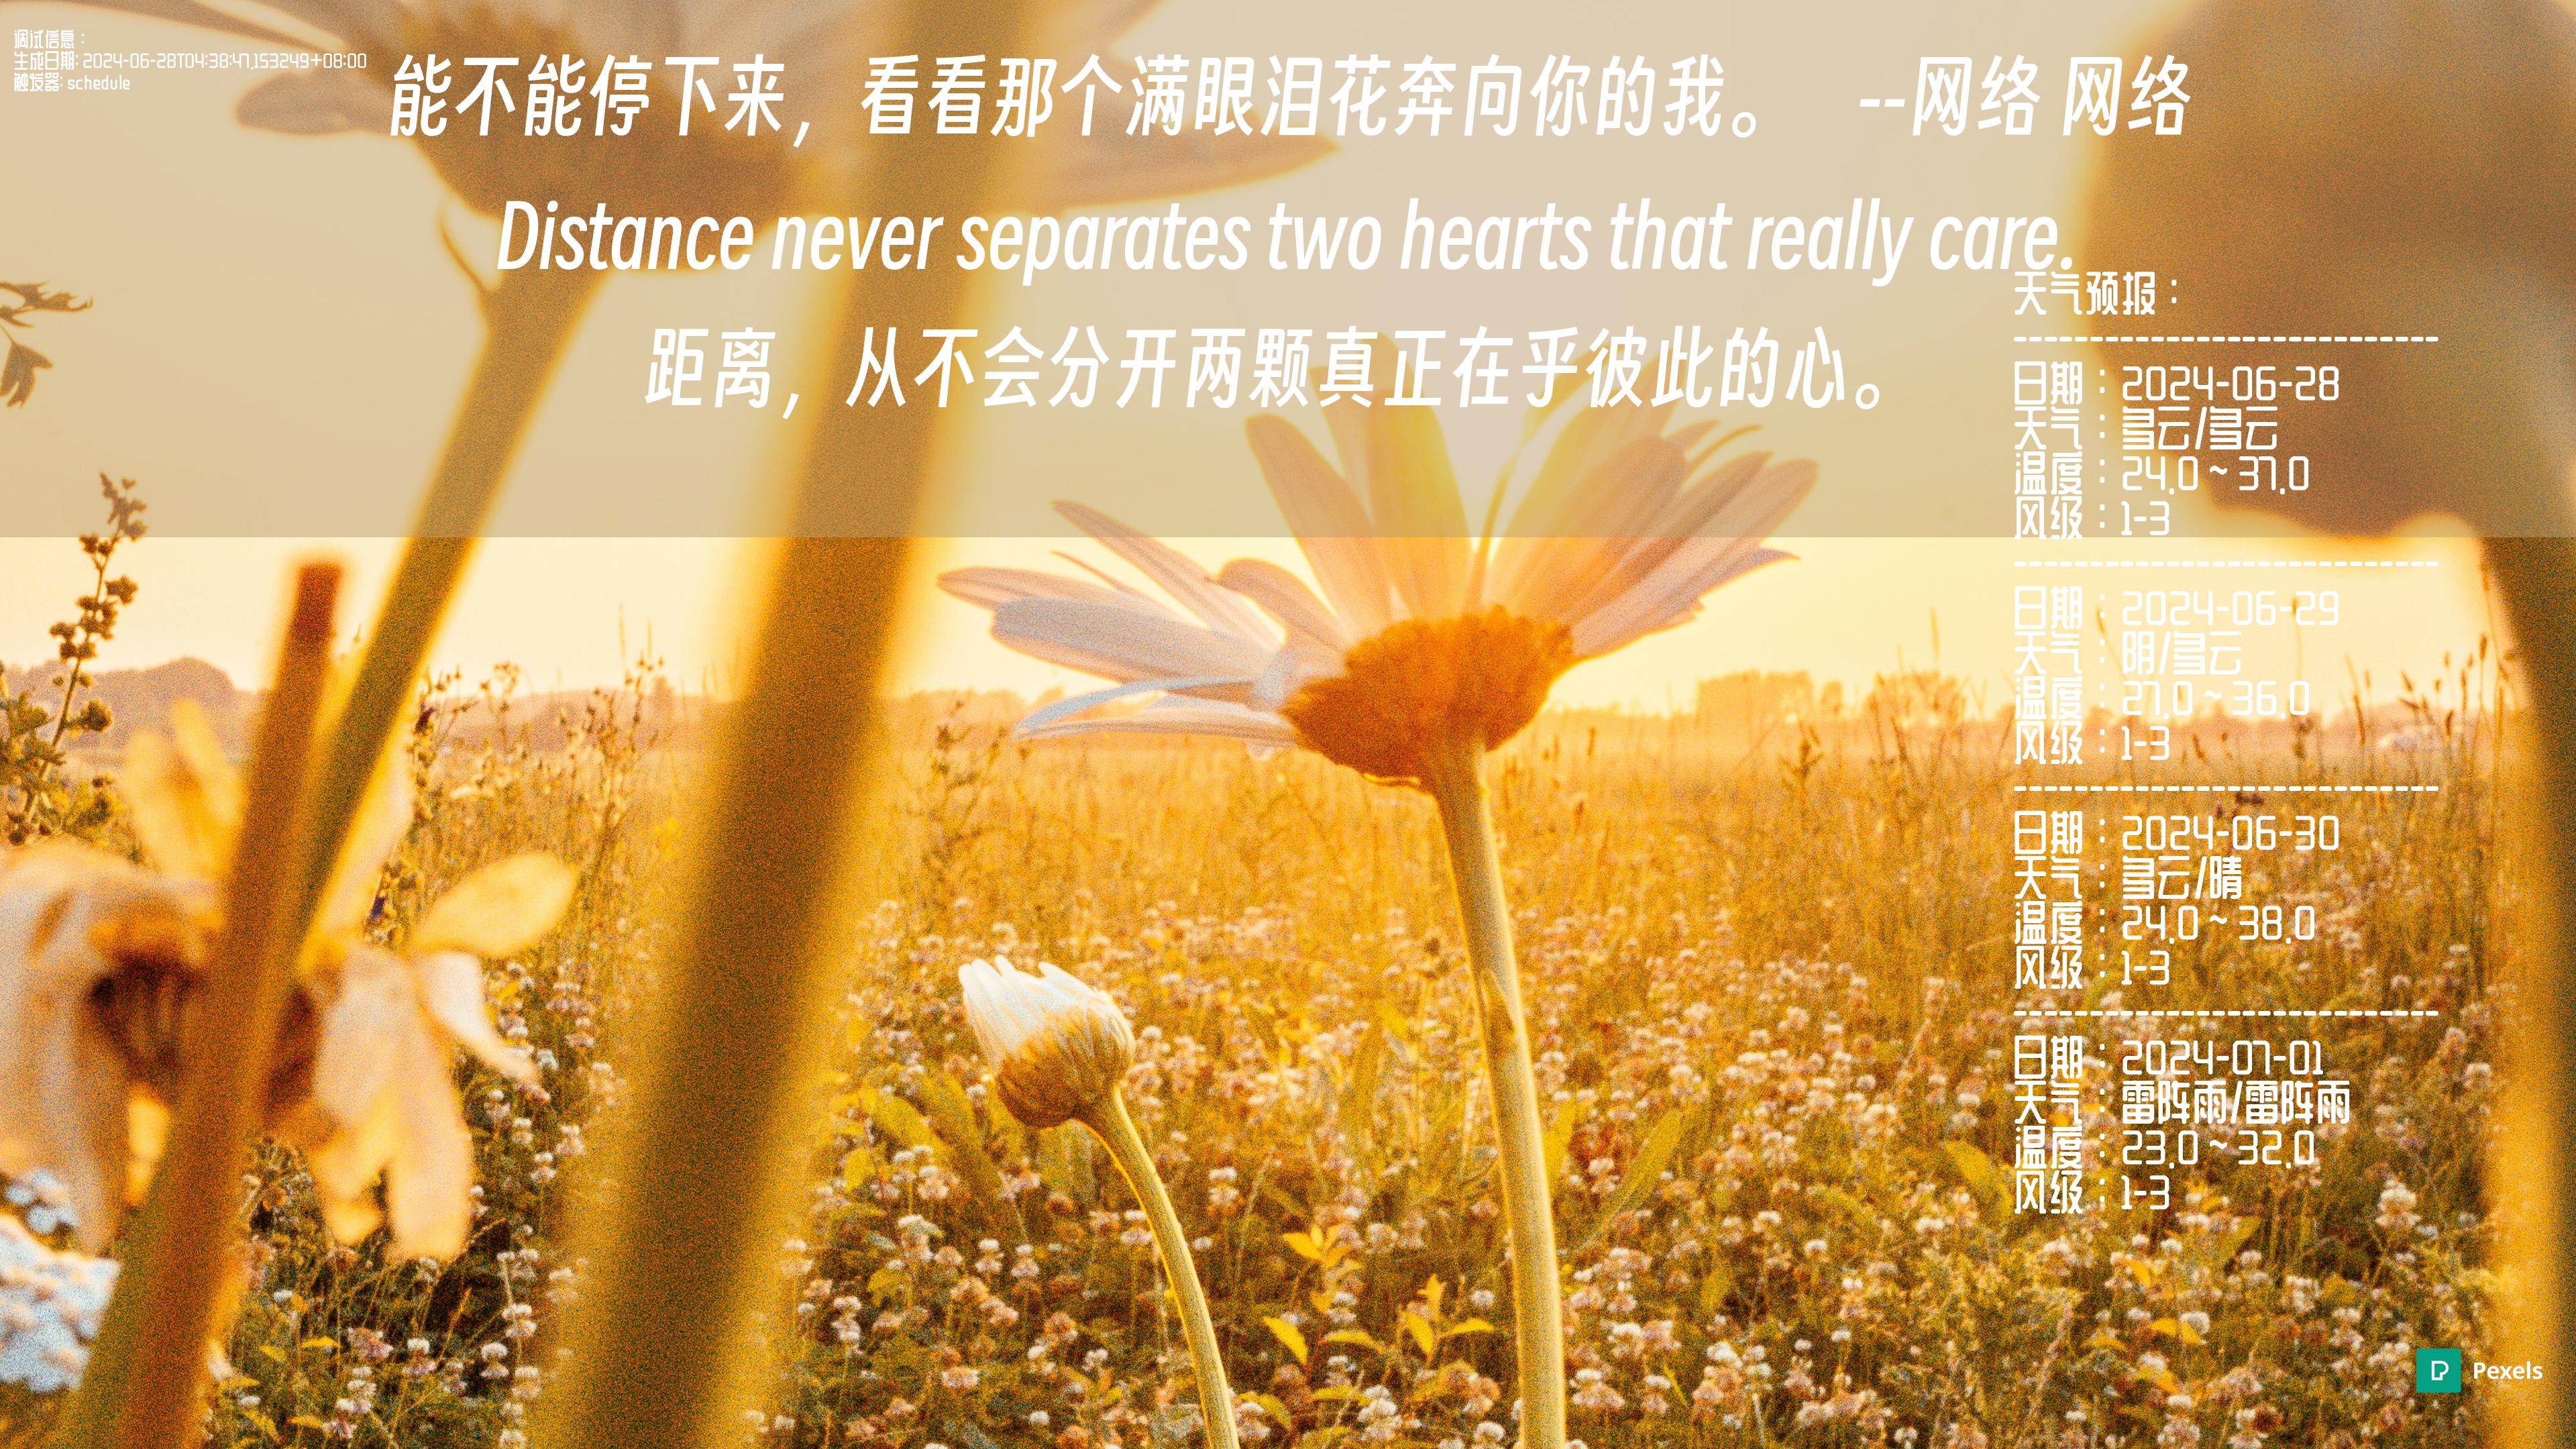 调试信息：
生成日期: 2024-06-28T04:38:47.153249+08:00
触发器: schedule
能不能停下来，看看那个满眼泪花奔向你的我。 --网络 网络
Distance never separates two hearts that really care.
距离，从不会分开两颗真正在乎彼此的心。
天气预报：
----------------------------
日期：2024-06-28
天气：多云/多云
温度：24.0 ~ 37.0
风级：1-3
----------------------------
日期：2024-06-29
天气：阴/多云
温度：27.0 ~ 36.0
风级：1-3
----------------------------
日期：2024-06-30
天气：多云/晴
温度：24.0 ~ 38.0
风级：1-3
----------------------------
日期：2024-07-01
天气：雷阵雨/雷阵雨
温度：23.0 ~ 32.0
风级：1-3
Pexels